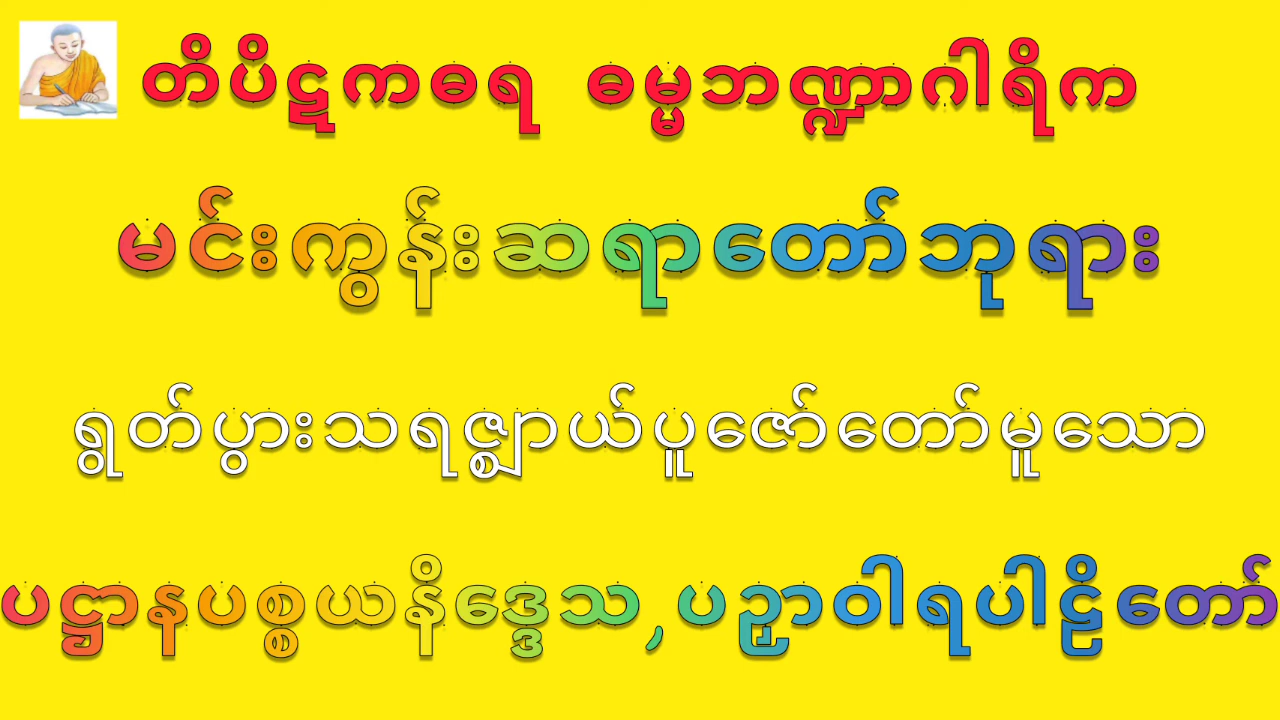 တိပိဋကဓရ ဓမ္မဘဏ္ဍာဂါရိက
မင်းကွန်းဆရာတော်ဘုရား
ရွတ်ပွားသရဇ္ဈာယ်ပူဇော်တော်မူသော
ပဋ္ဌာနပစ္စယနိဒ္ဒေသ,ပဉှာဝါရပါဠိတော်